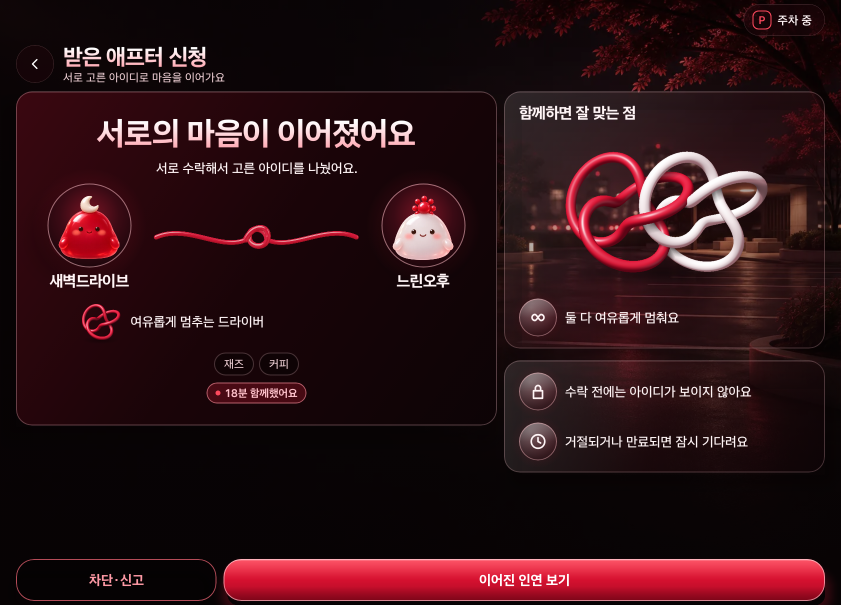 P 주차 중
받은 애프터 신청
서로 고른 아이디로 마음을 이어가요
서로의 마음이 이어졌어요
서로 수락해서 고른 아이디를 나눴어요.
새벽드라이브
느린오후
여유롭게 멈추는 드라이버
재즈
커피
18분 함께했어요
함께하면 잘 맞는 점
둘 다 여유롭게 멈춰요
수락 전에는 아이디가 보이지 않아요
거절되거나 만료되면 잠시 기다려요
차단·신고
이어진 인연 보기